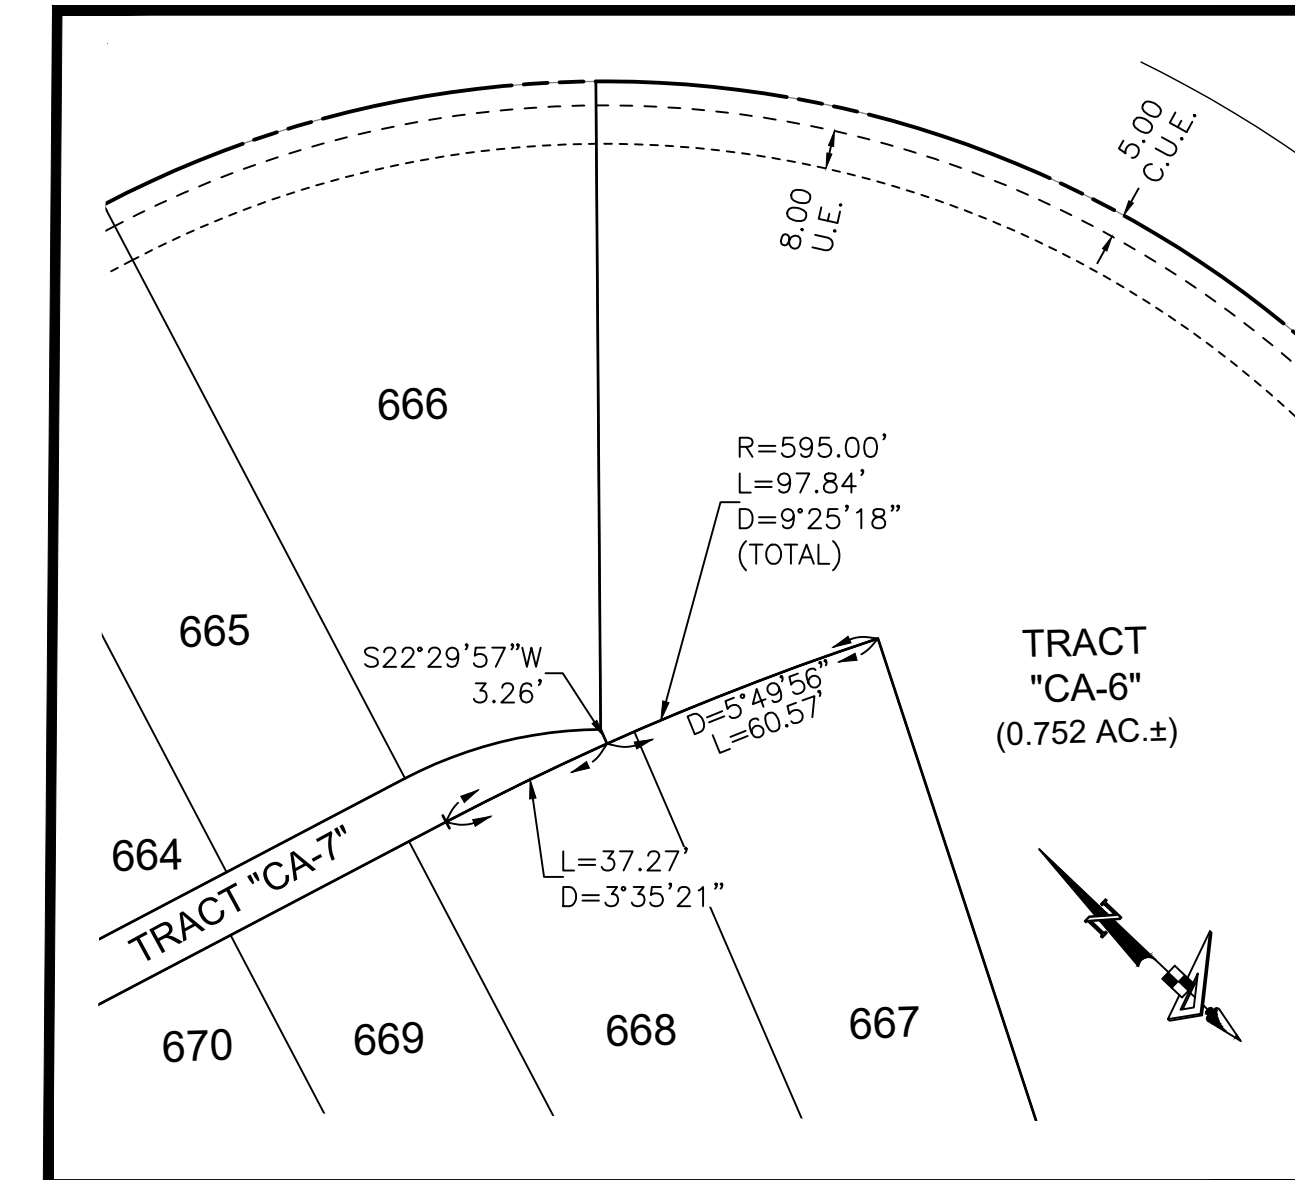 5.00
C.U.E.
8.00
U.E.
666
R=595.00'
L=97.84'
D=9°25'18"
(TOTAL)
665
S22°29'57"W
3.26'
D=5°49'56"
L=60.57'
TRACT
"CA-6"
(0.752 AC.±)
664
TRACT "CA-7"
L=37.27'
D=3°35'21"
N
670
669
668
667